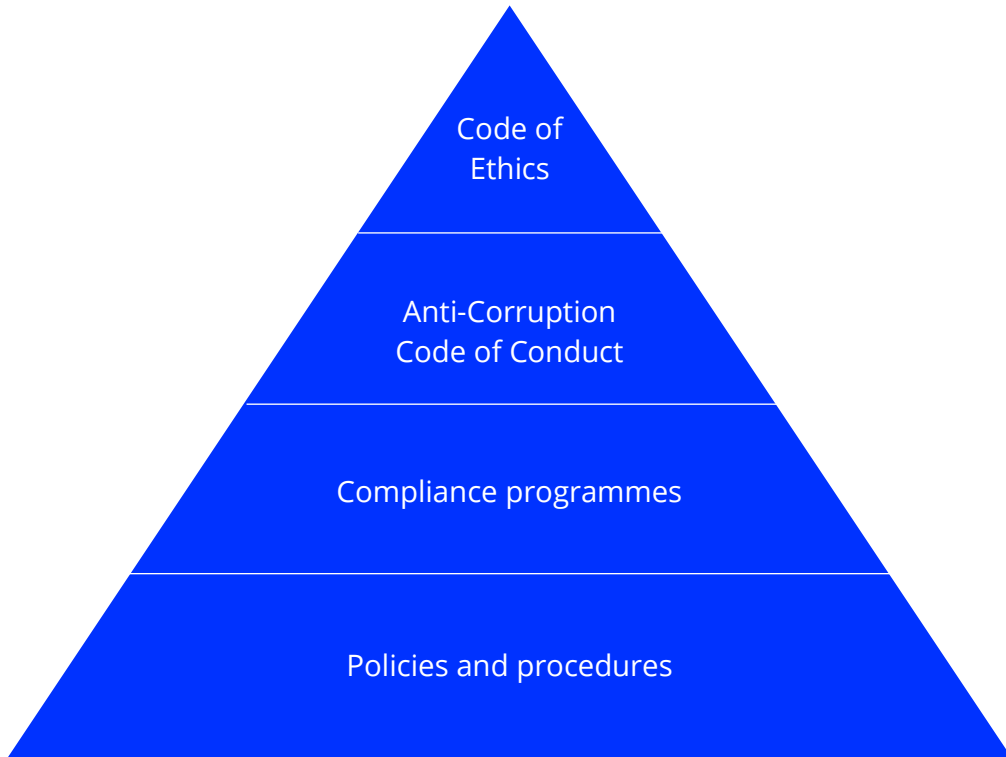 Code of
Ethics
Anti-Corruption
Code of Conduct
Compliance programmes
Policies and procedures